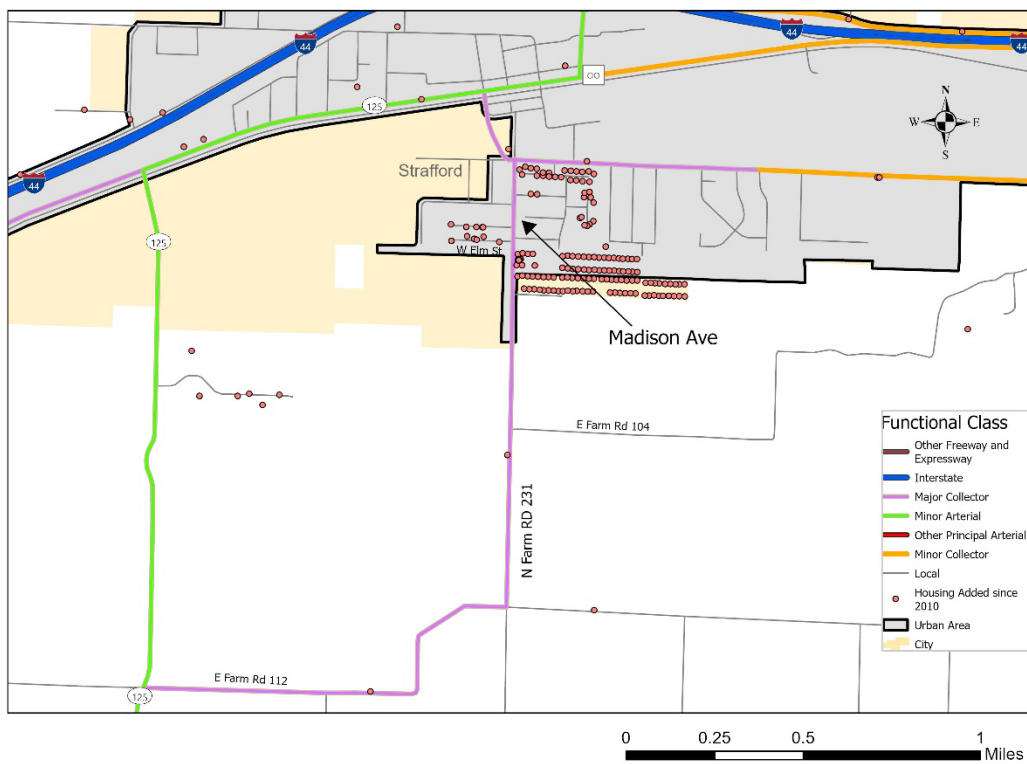 44
44
44
OO
125
N
W E
S
Strafford
44
125
W Elm St
Madison Ave
E Farm Rd 104
N Farm RD 231
E Farm Rd 112
125
Functional Class
Other Freeway and
Expressway
Interstate
Major Collector
Minor Arterial
Other Principal Arterial
Minor Collector
Local
Housing Added since
2010
Urban Area
City
0 0.25 0.5 1
Miles